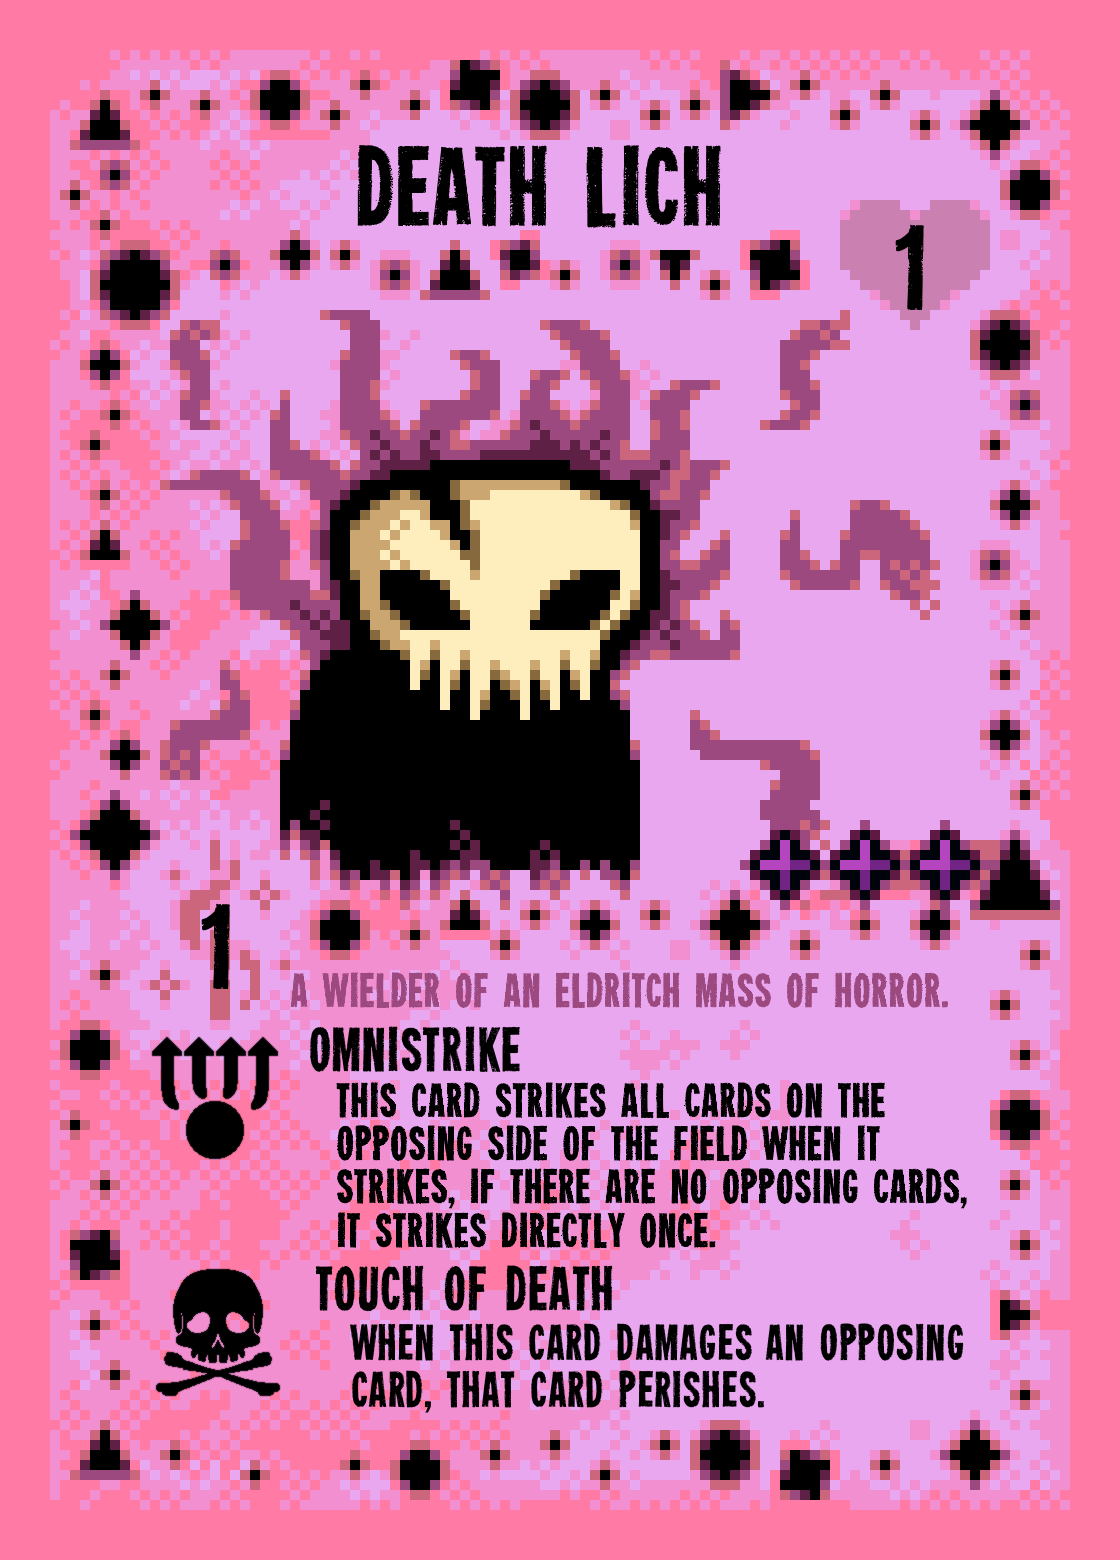 DEATH LICH
1
1
A WIELDER OF AN ELDRITCH MASS OF HORROR.
OMNISTRIKE
THIS CARD STRIKES ALL CARDS ON THE
OPPOSING SIDE OF THE FIELD WHEN IT
STRIKES, IF THERE ARE NO OPPOSING CARDS,
IT STRIKES DIRECTLY ONCE.
TOUCH OF DEATH
WHEN THIS CARD DAMAGES AN OPPOSING
CARD, THAT CARD PERISHES.